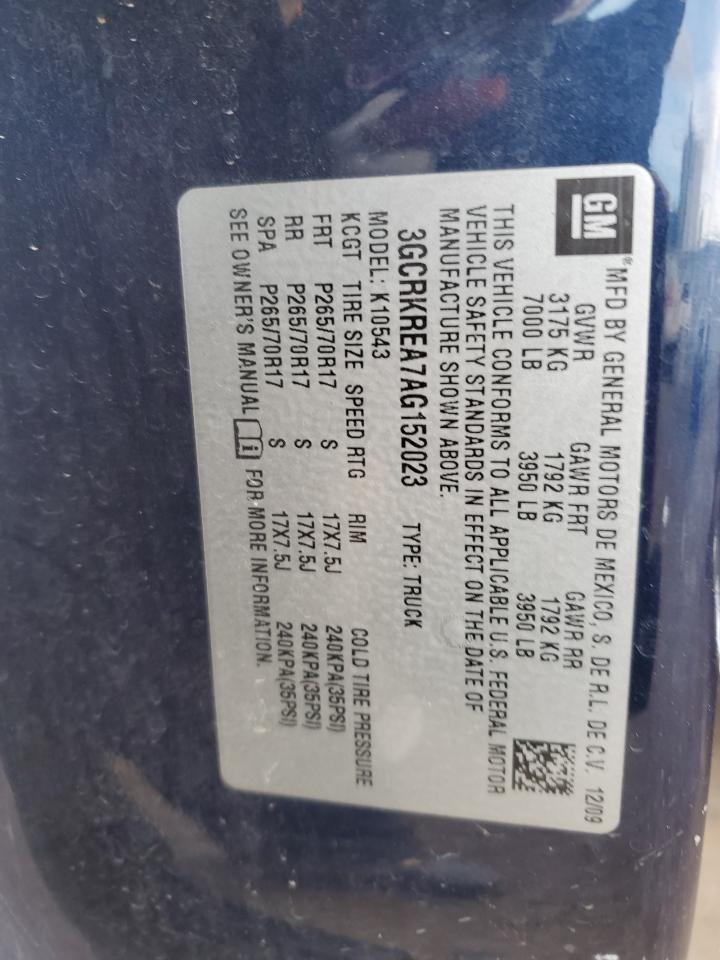 GM
® MFD BY GENERAL MOTORS DE MEXICO, S. DE R.L. DE C.V. 12/09
GVWR GAWR FRT GAWR RR
3175 KG 1792 KG 1792 KG
7000 LB 3950 LB 3950 LB
THIS VEHICLE CONFORMS TO ALL APPLICABLE U.S. FEDERAL MOTOR
VEHICLE SAFETY STANDARDS IN EFFECT ON THE DATE OF
MANUFACTURE SHOWN ABOVE.
3GCRKREA7AG152023 TYPE: TRUCK
MODEL: K10543
KCGT TIRE SIZE SPEED RTG RIM COLD TIRE PRESSURE
FRT P265/70R17 S 17X7.5J 240KPA(35PSI)
RR P265/70R17 S 17X7.5J 240KPA(35PSI)
SPA P265/70R17 S 17X7.5J 240KPA(35PSI)
SEE OWNER'S MANUAL FOR MORE INFORMATION.